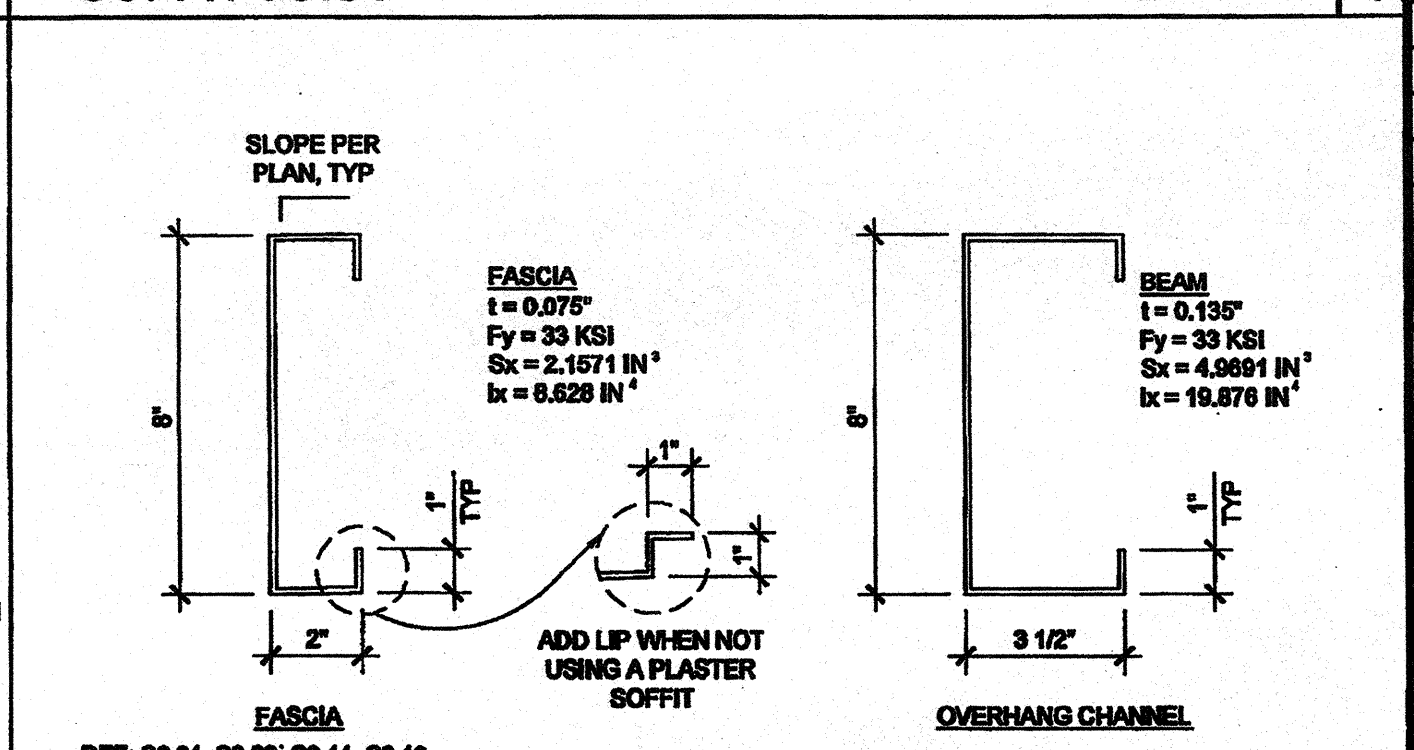 SLOPE PER
PLAN, TYP
FASCIA
t = 0.075"
Fy = 33 KSI
Sx = 2.1571 IN³
Ix = 8.628 IN⁴
8"
1"
TYP
2"
1"
1"
ADD LIP WHEN NOT
USING A PLASTER
SOFFIT
FASCIA
BEAM
t = 0.135"
Fy = 33 KSI
Sx = 4.9691 IN³
Ix = 19.876 IN⁴
8"
1"
TYP
3 1/2"
OVERHANG CHANNEL